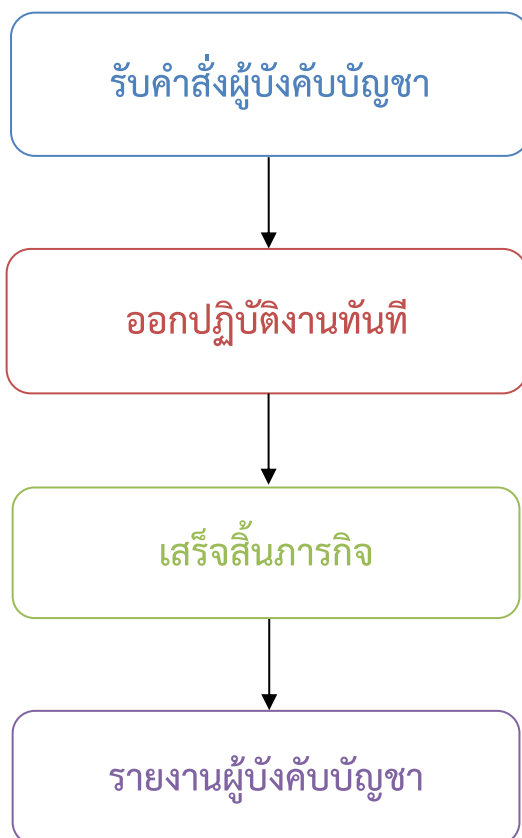 รับคำสั่งผู้บังคับบัญชา
ออกปฏิบัติงานทันที
เสร็จสิ้นภารกิจ
รายงานผู้บังคับบัญชา